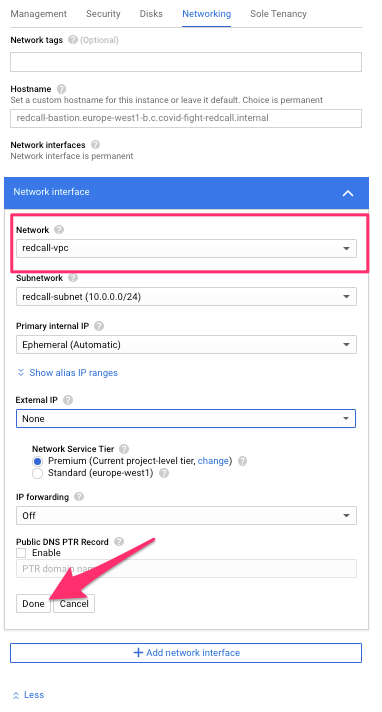 Management Security Disks Networking Sole Tenancy
Network tags ? (Optional)
Hostname ?
Set a custom hostname for this instance or leave it default. Choice is permanent
redcall-bastion.europe-west1-b.c.covid-fight-redcall.internal
Network interfaces ?
Network interface is permanent
Network interface
Network ?
redcall-vpc
Subnetwork ?
redcall-subnet (10.0.0.0/24)
Primary internal IP ?
Ephemeral (Automatic)
Show alias IP ranges
External IP ?
None
Network Service Tier ?
Premium (Current project-level tier, change) ?
Standard (europe-west1) ?
IP forwarding ?
Off
Public DNS PTR Record ?
Enable
PTR domain name
Done Cancel
+ Add network interface
Less